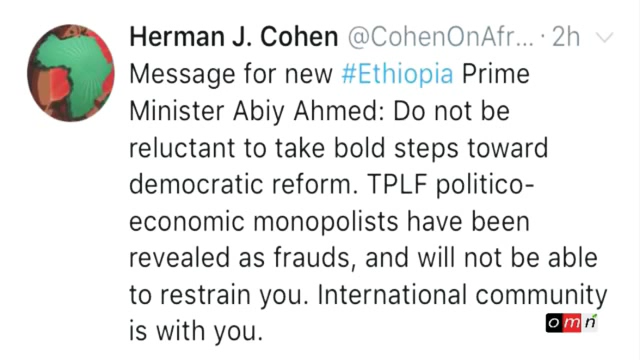 Herman J. Cohen @CohenOnAfr... · 2h
Message for new #Ethiopia Prime
Minister Abiy Ahmed: Do not be
reluctant to take bold steps toward
democratic reform. TPLF politico-
economic monopolists have been
revealed as frauds, and will not be able
to restrain you. International community
is with you.
omn